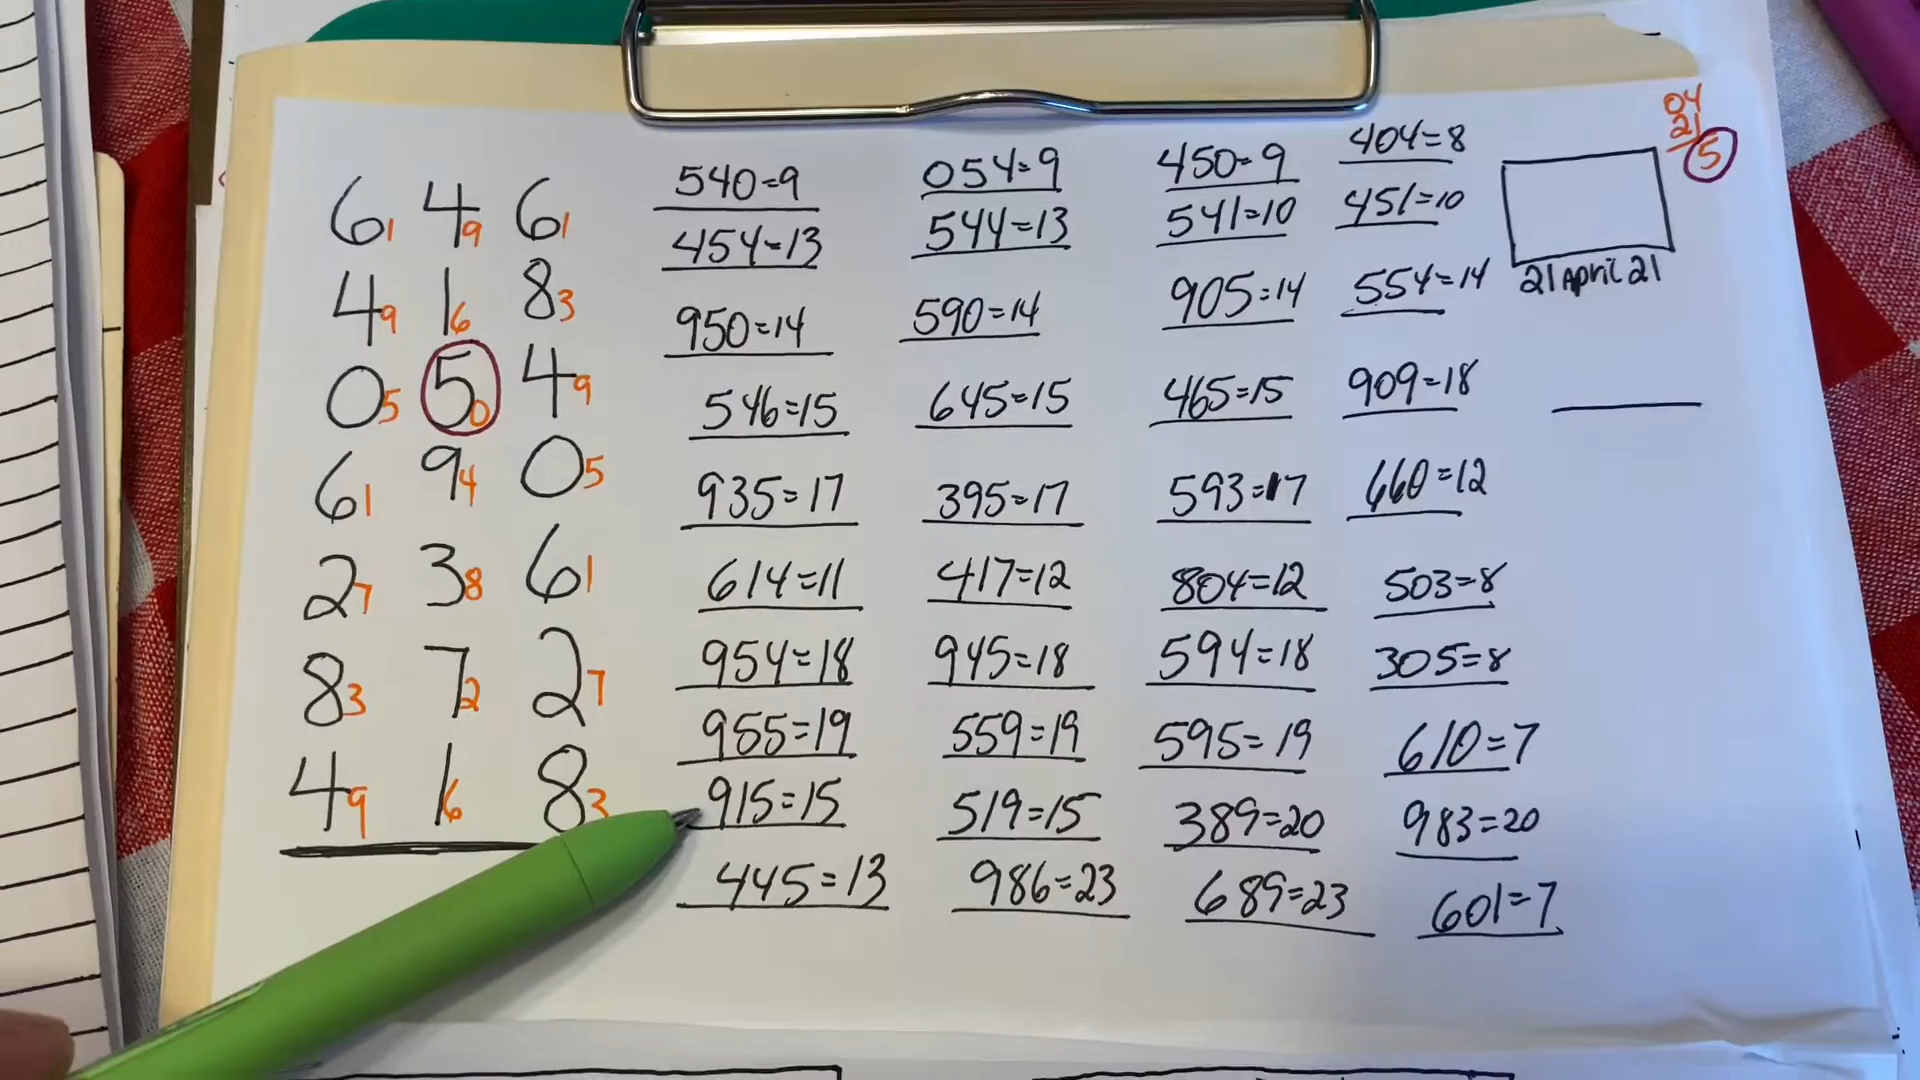 6 1 4 9 6 1
4 9 1 6 8 3
0 5 5 0 4 9
6 1 9 4 0 5
2 7 3 8 6 1
8 3 7 2 2 7
4 9 1 6 8 3
540=9 054=9 450=9 404=8
454=13 544=13 541=10 451=10
950=14 590=14 905=14 554=14
546=15 645=15 465=15 909=18
935=17 395=17 593=17 660=12
614=11 417=12 804=12 503=8
954=18 945=18 594=18 305=8
955=19 559=19 595=19 610=7
915=15 519=15 389=20 983=20
445=13 986=23 689=23 601=7
04
21
5
21 April 21